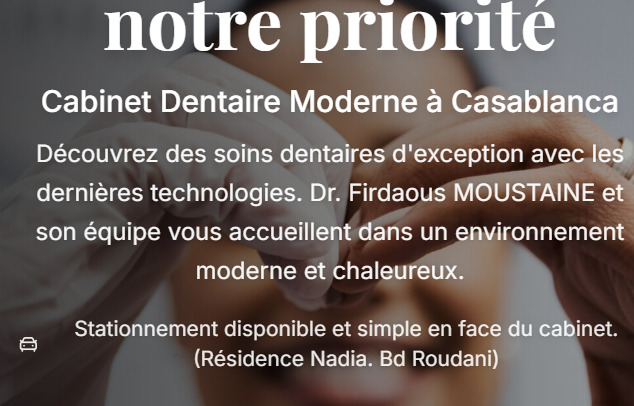 notre priorité
Cabinet Dentaire Moderne à Casablanca
Découvrez des soins dentaires d'exception avec les
dernières technologies. Dr. Firdaous MOUSTAINE et
son équipe vous accueillent dans un environnement
moderne et chaleureux.
Stationnement disponible et simple en face du cabinet.
(Résidence Nadia. Bd Roudani)